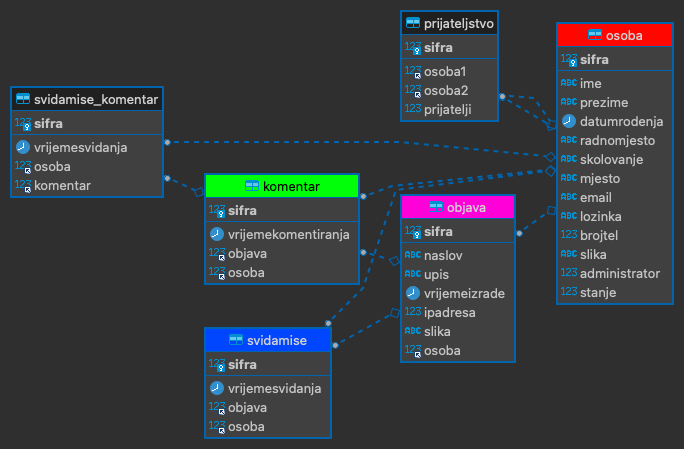 prijateljstvo
123 sifra
123 osoba1
123 osoba2
123 prijatelji
osoba
123 sifra
ABC ime
ABC prezime
datumrodenja
ABC radnomjesto
ABC skolovanje
ABC mjesto
ABC email
ABC lozinka
123 brojtel
ABC slika
123 administrator
123 stanje
svidamise_komentar
123 sifra
vrijemesvidanja
123 osoba
123 komentar
komentar
123 sifra
vrijemekomentiranja
123 objava
123 osoba
objava
123 sifra
ABC naslov
ABC upis
vrijemeizrade
123 ipadresa
ABC slika
123 osoba
svidamise
123 sifra
vrijemesvidanja
123 objava
123 osoba